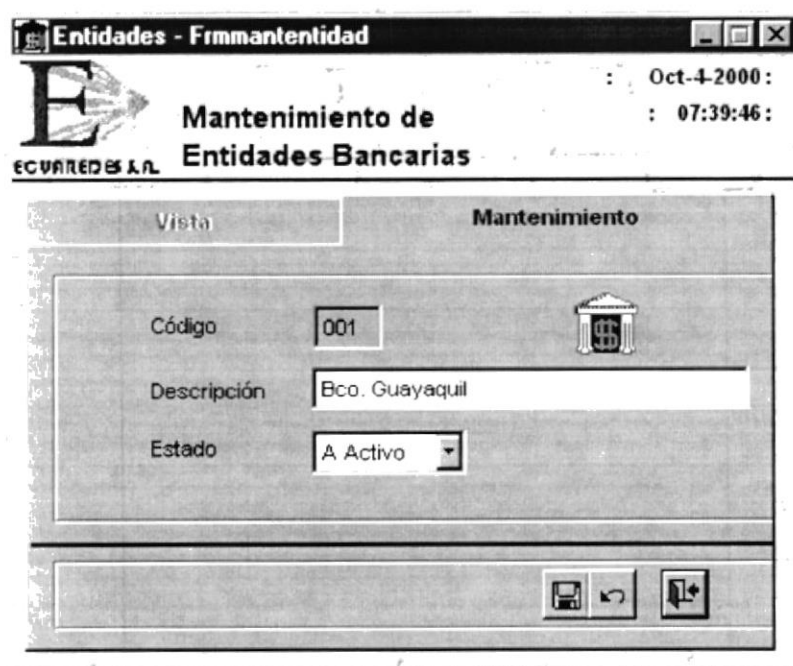 Entidades - Frmmantentidad
: Oct-4-2000 :
Mantenimiento de
: 07:39:46 :
Entidades Bancarias
ECUAREDES S.A.
Vista
Mantenimiento
Código 001
$
Descripción Bco. Guayaquil
Estado A Activo